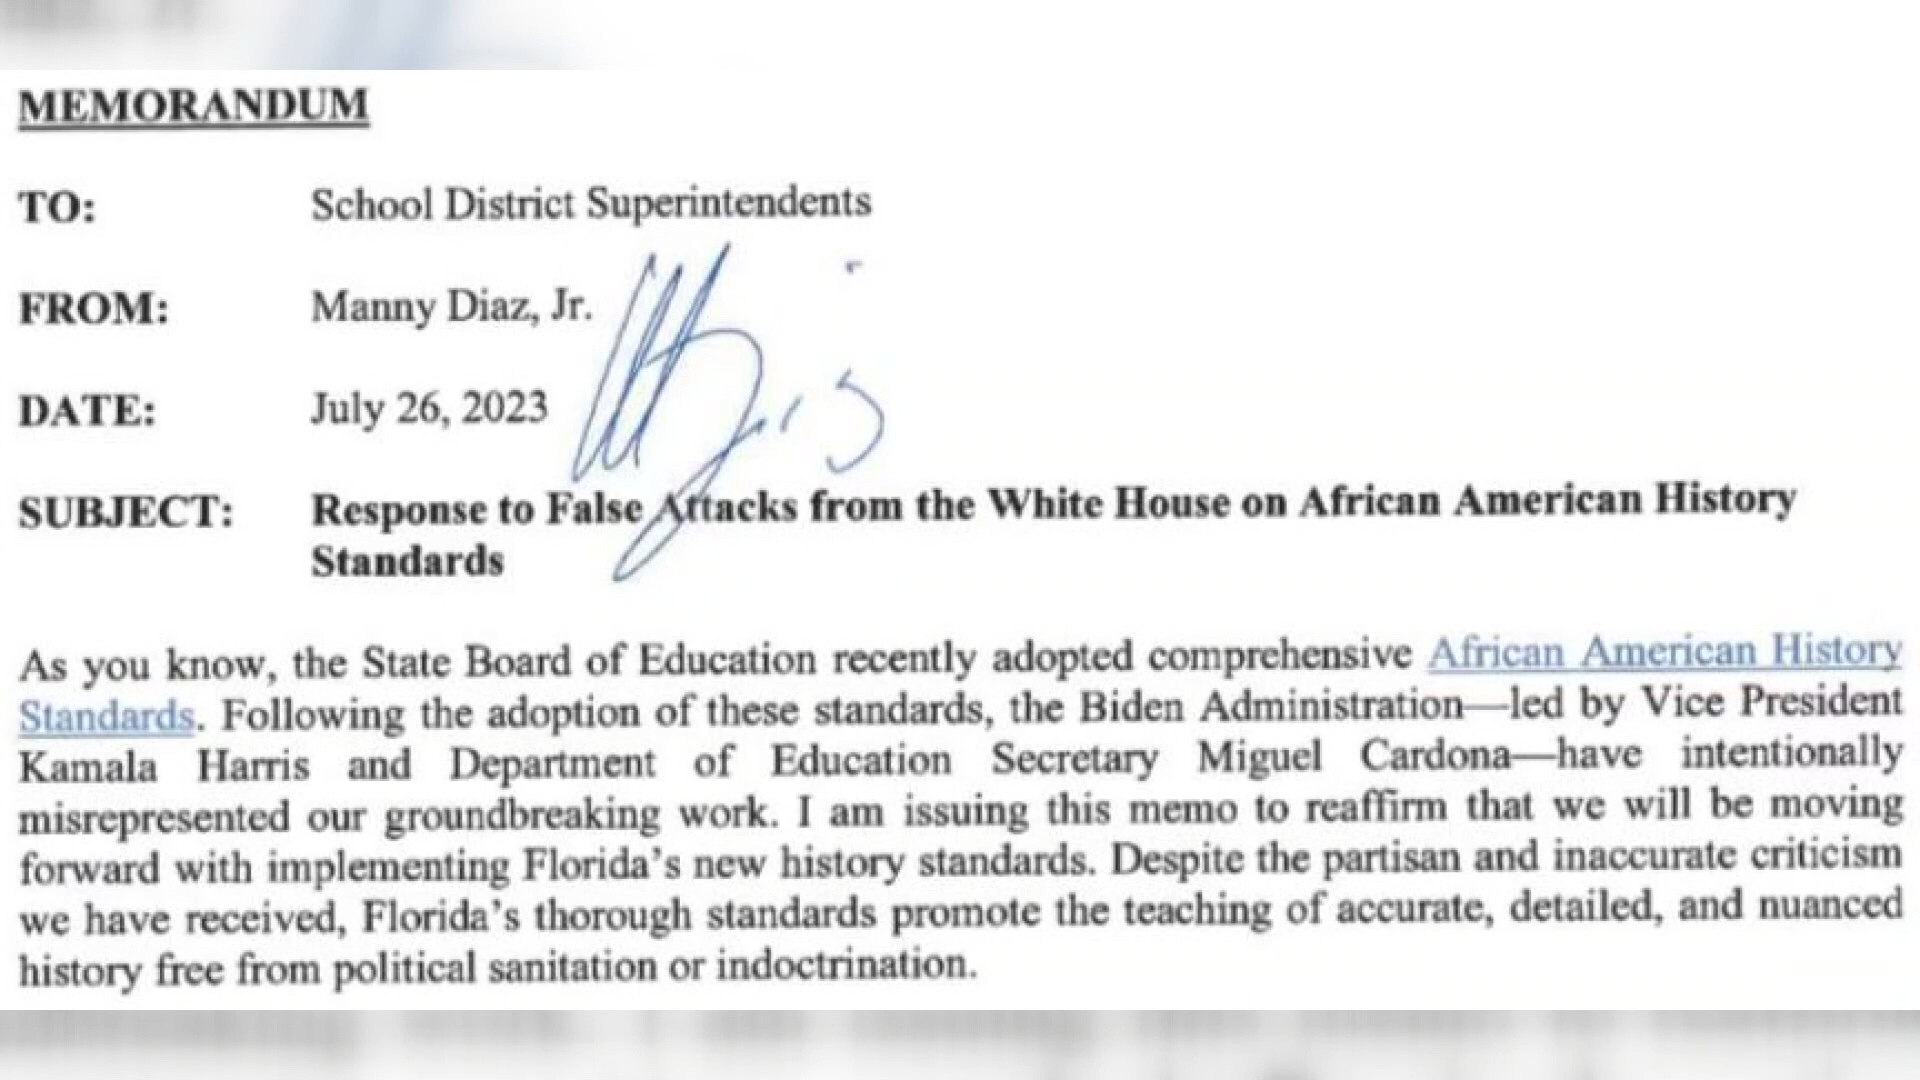 MEMORANDUM
TO: School District Superintendents
FROM: Manny Diaz, Jr.
DATE: July 26, 2023
SUBJECT: Response to False Attacks from the White House on African American History
Standards
As you know, the State Board of Education recently adopted comprehensive African American History
Standards. Following the adoption of these standards, the Biden Administration—led by Vice President
Kamala Harris and Department of Education Secretary Miguel Cardona—have intentionally
misrepresented our groundbreaking work. I am issuing this memo to reaffirm that we will be moving
forward with implementing Florida's new history standards. Despite the partisan and inaccurate criticism
we have received, Florida's thorough standards promote the teaching of accurate, detailed, and nuanced
history free from political sanitation or indoctrination.